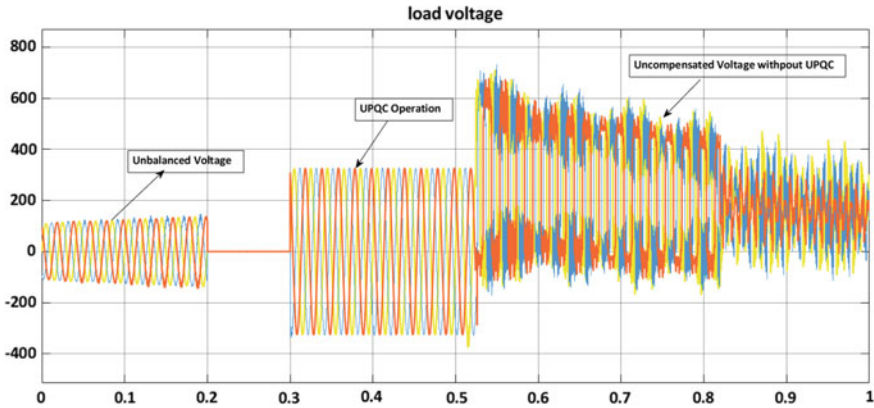 load voltage
800
600
400
200
0
-200
-400
Unbalanced Voltage
UPQC Operation
Uncompensated Voltage withpout UPQC
0 0.1 0.2 0.3 0.4 0.5 0.6 0.7 0.8 0.9 1